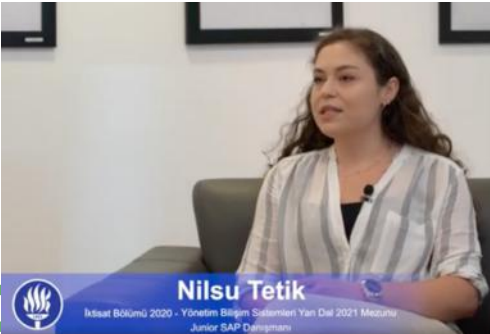 Nilsu Tetik
İktisat Bölümü 2020 - Yönetim Bilişim Sistemleri Yan Dal 2021 Mezunu
Junior SAP Danışmanı